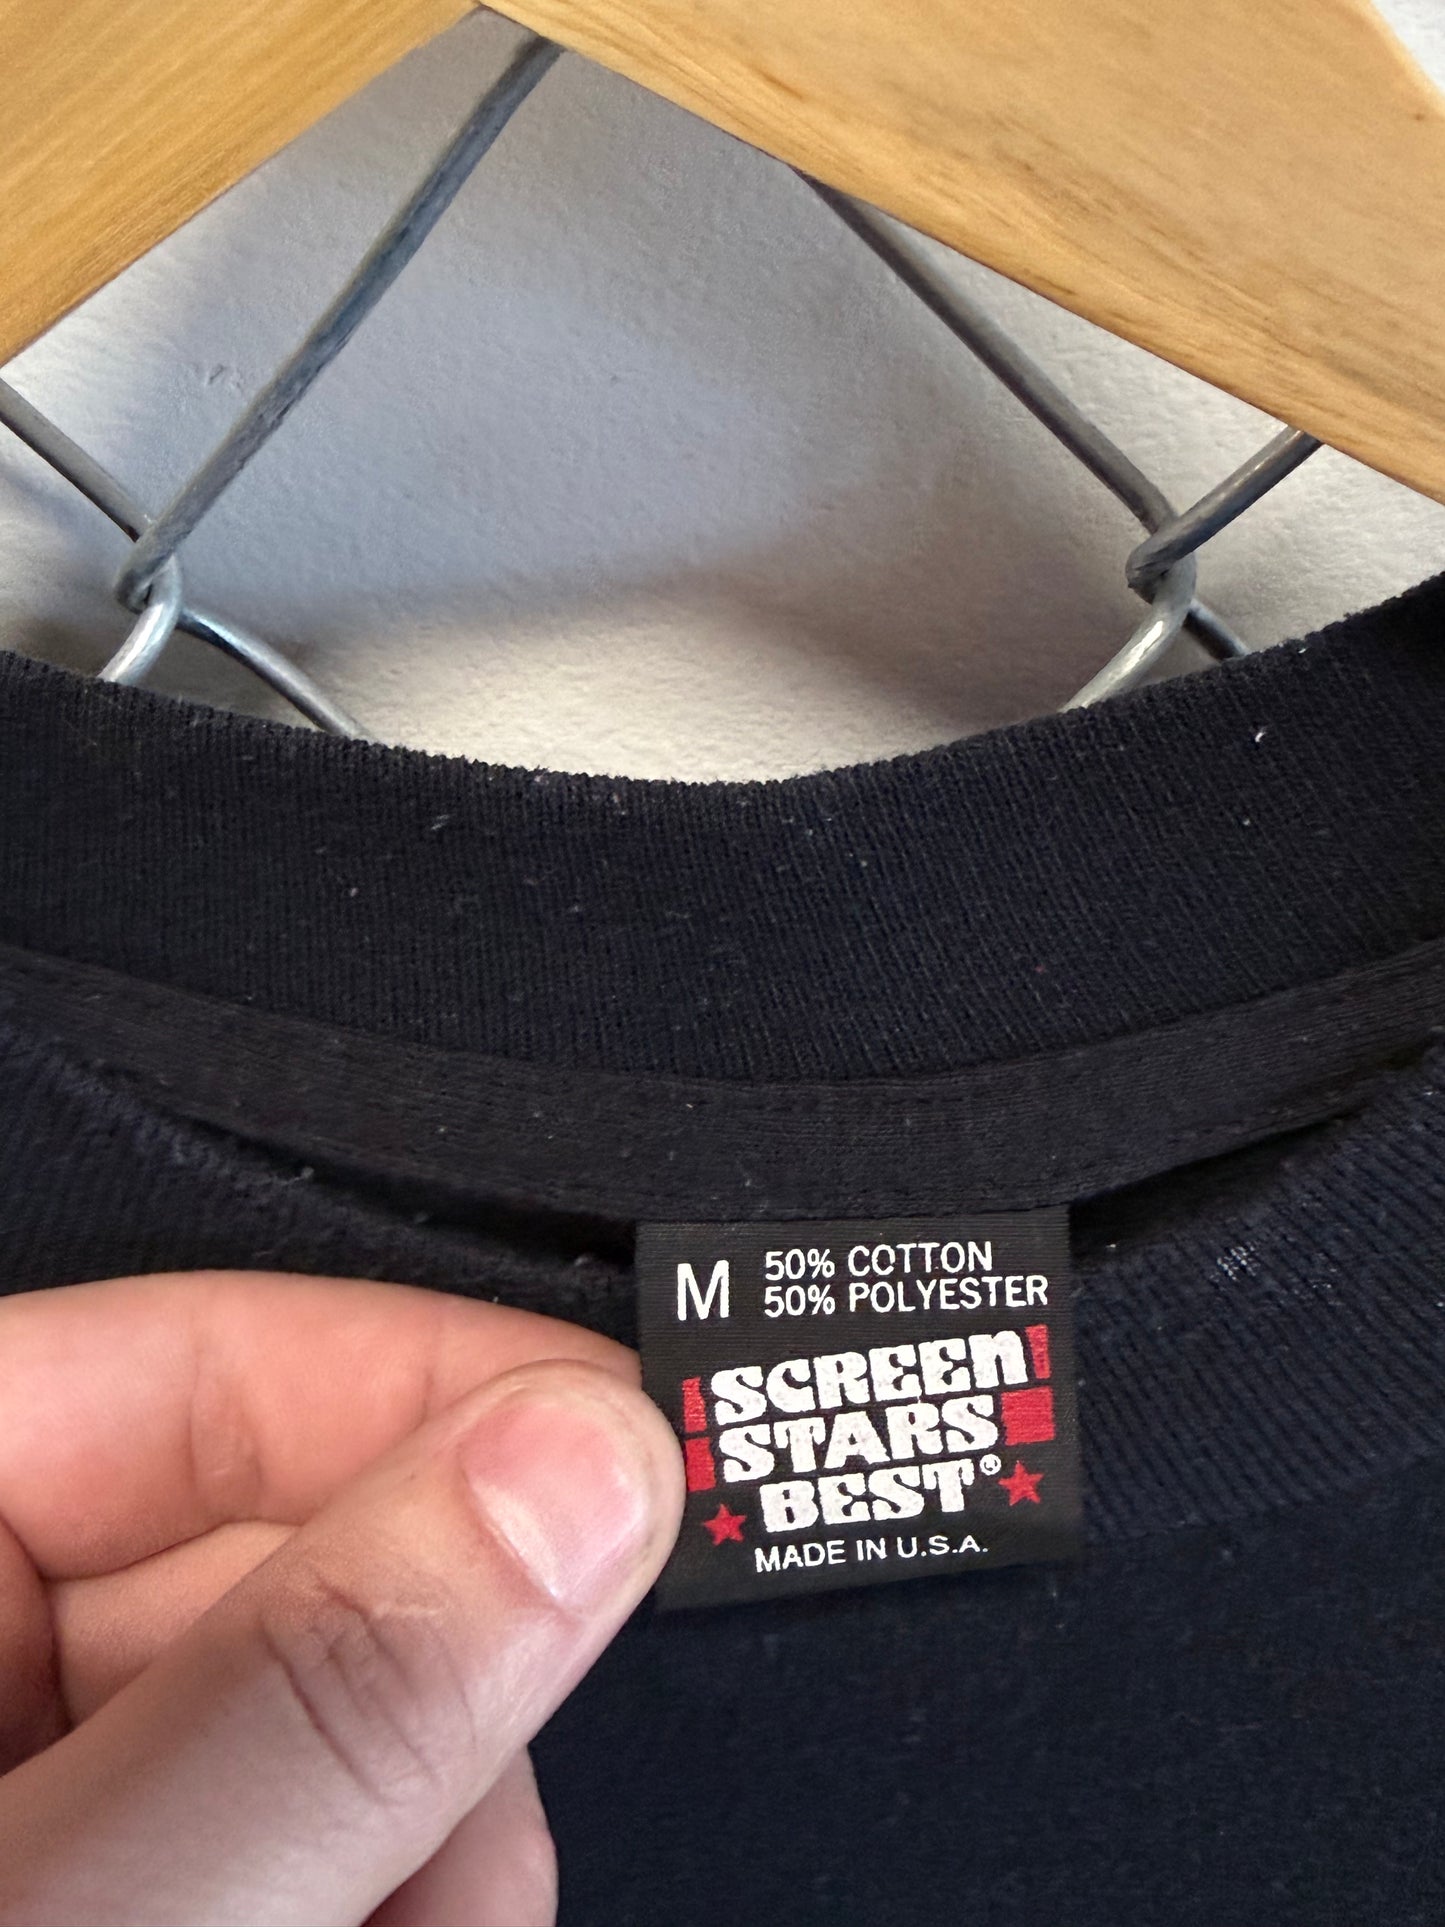 M 50% COTTON
50% POLYESTER
SCREEN
STARS
BEST®
MADE IN U.S.A.